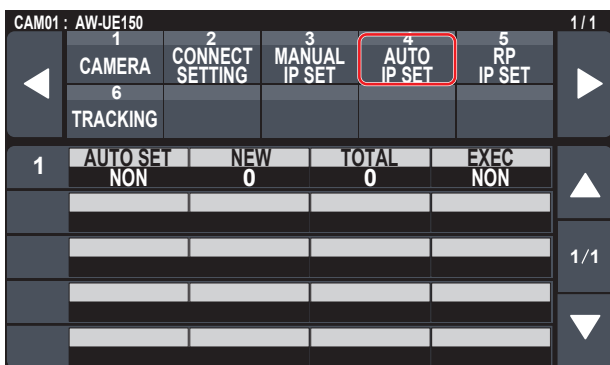 CAM01 : AW-UE150 1 / 1
1 2 3 4 5
CAMERA CONNECT SETTING MANUAL IP SET AUTO IP SET RP IP SET
6
TRACKING
1 AUTO SET NEW TOTAL EXEC
NON 0 0 NON
1/1